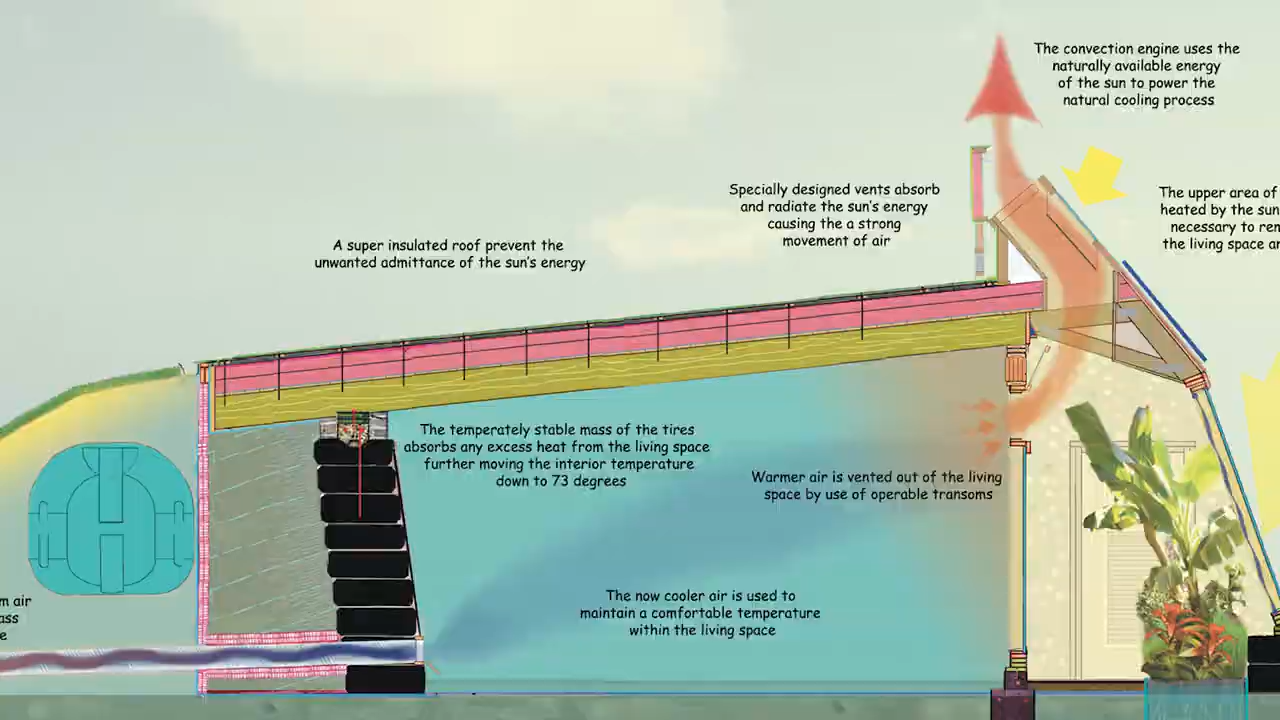 The convection engine uses the
naturally available energy
of the sun to power the
natural cooling process
Specially designed vents absorb
and radiate the sun's energy
causing the a strong
movement of air
The upper area of
heated by the sun
necessary to
the living space
A super insulated roof prevent the
unwanted admittance of the sun's energy
The temperately stable mass of the tires
absorbs any excess heat from the living space
further moving the interior temperature
down to 73 degrees
Warmer air is vented out of the living
space by use of operable transoms
The now cooler air is used to
maintain a comfortable temperature
within the living space
air